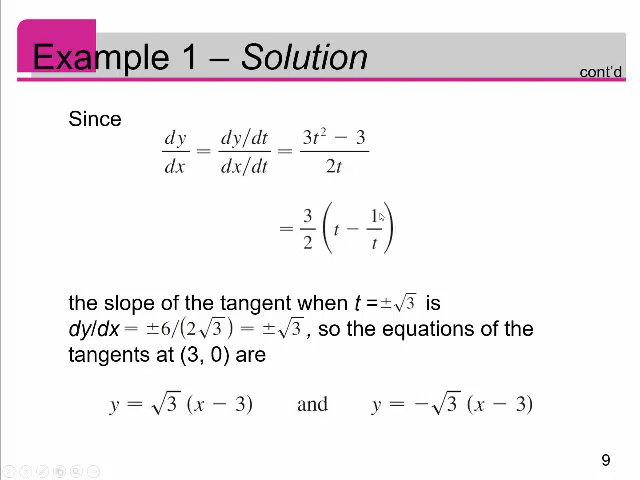 Example 1 – Solution
cont'd
Since
dy/dx = dy/dt / dx/dt = 3t² − 3 / 2t
= 3/2 (t − 1/t)
the slope of the tangent when t = ±√3 is
dy/dx = ±6/(2√3) = ±√3, so the equations of the
tangents at (3, 0) are
y = √3 (x − 3) and y = −√3 (x − 3)
9